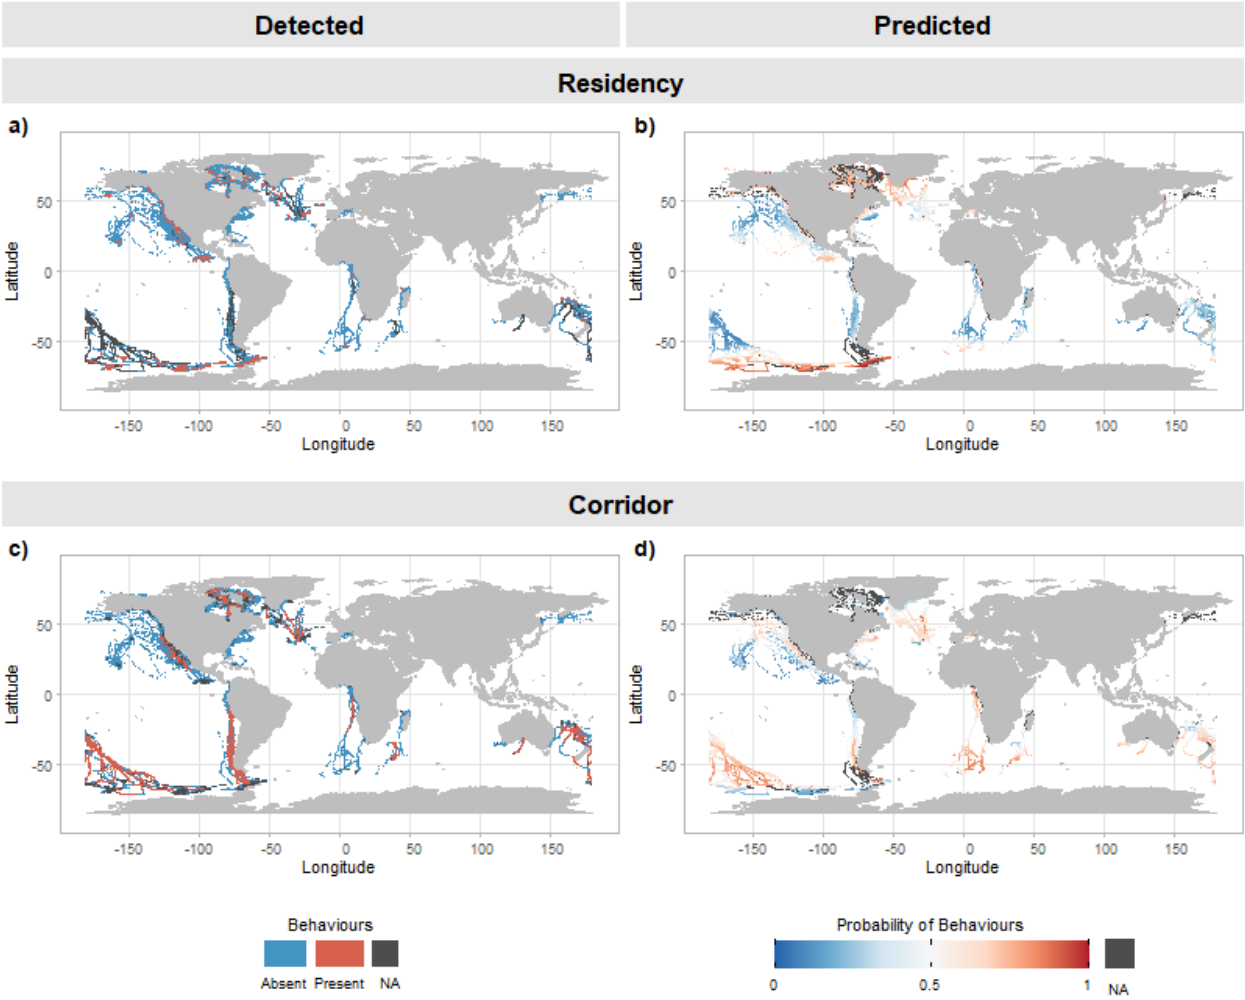 Detected Predicted
Residency
a) b)
50 50
0 0
-50 -50
Latitude Latitude
-150 -100 -50 0 50 100 150 -150 -100 -50 0 50 100 150
Longitude Longitude
Corridor
c) d)
50 50
0 0
-50 -50
Latitude Latitude
-150 -100 -50 0 50 100 150 -150 -100 -50 0 50 100 150
Longitude Longitude
Behaviours Probability of Behaviours
Absent Present NA 0 0.5 1 NA